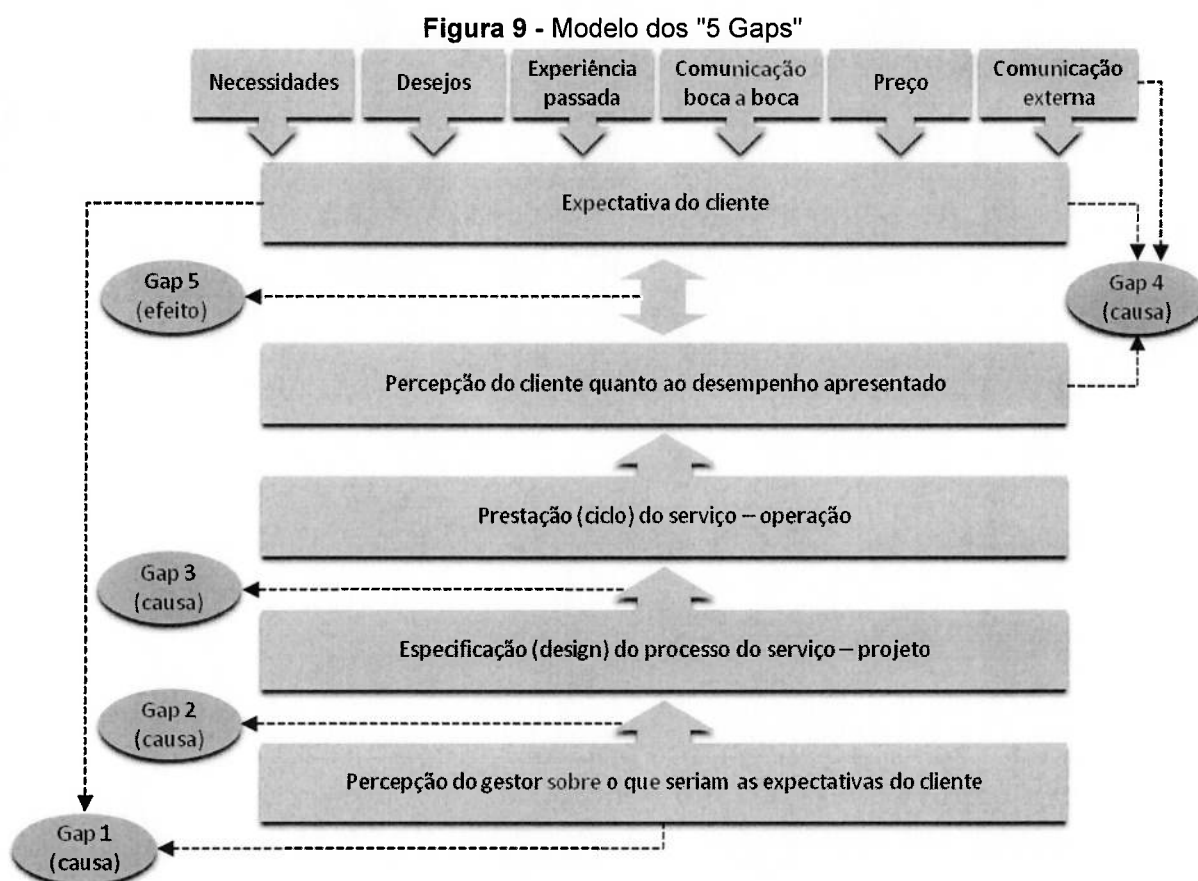 Figura 9 - Modelo dos "5 Gaps"
Necessidades
Desejos
Experiência
passada
Comunicação
boca a boca
Preço
Comunicação
externa
Expectativa do cliente
Gap 5
(efeito)
Gap 4
(causa)
Percepção do cliente quanto ao desempenho apresentado
Prestação (ciclo) do serviço – operação
Gap 3
(causa)
Especificação (design) do processo do serviço – projeto
Gap 2
(causa)
Percepção do gestor sobre o que seriam as expectativas do cliente
Gap 1
(causa)